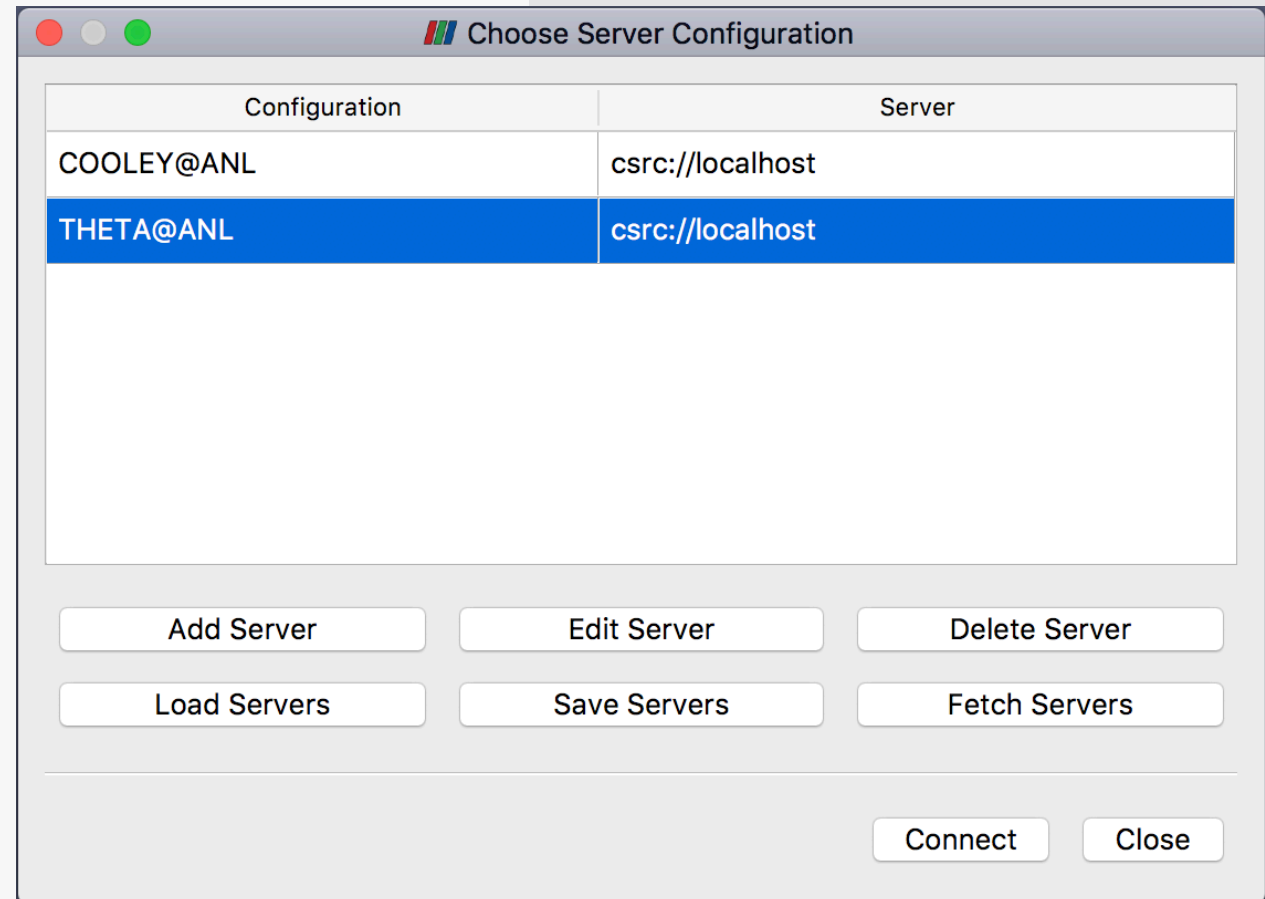 Choose Server Configuration
Configuration Server
COOLEY@ANL csrc://localhost
THETA@ANL csrc://localhost
Add Server Edit Server Delete Server
Load Servers Save Servers Fetch Servers
Connect Close